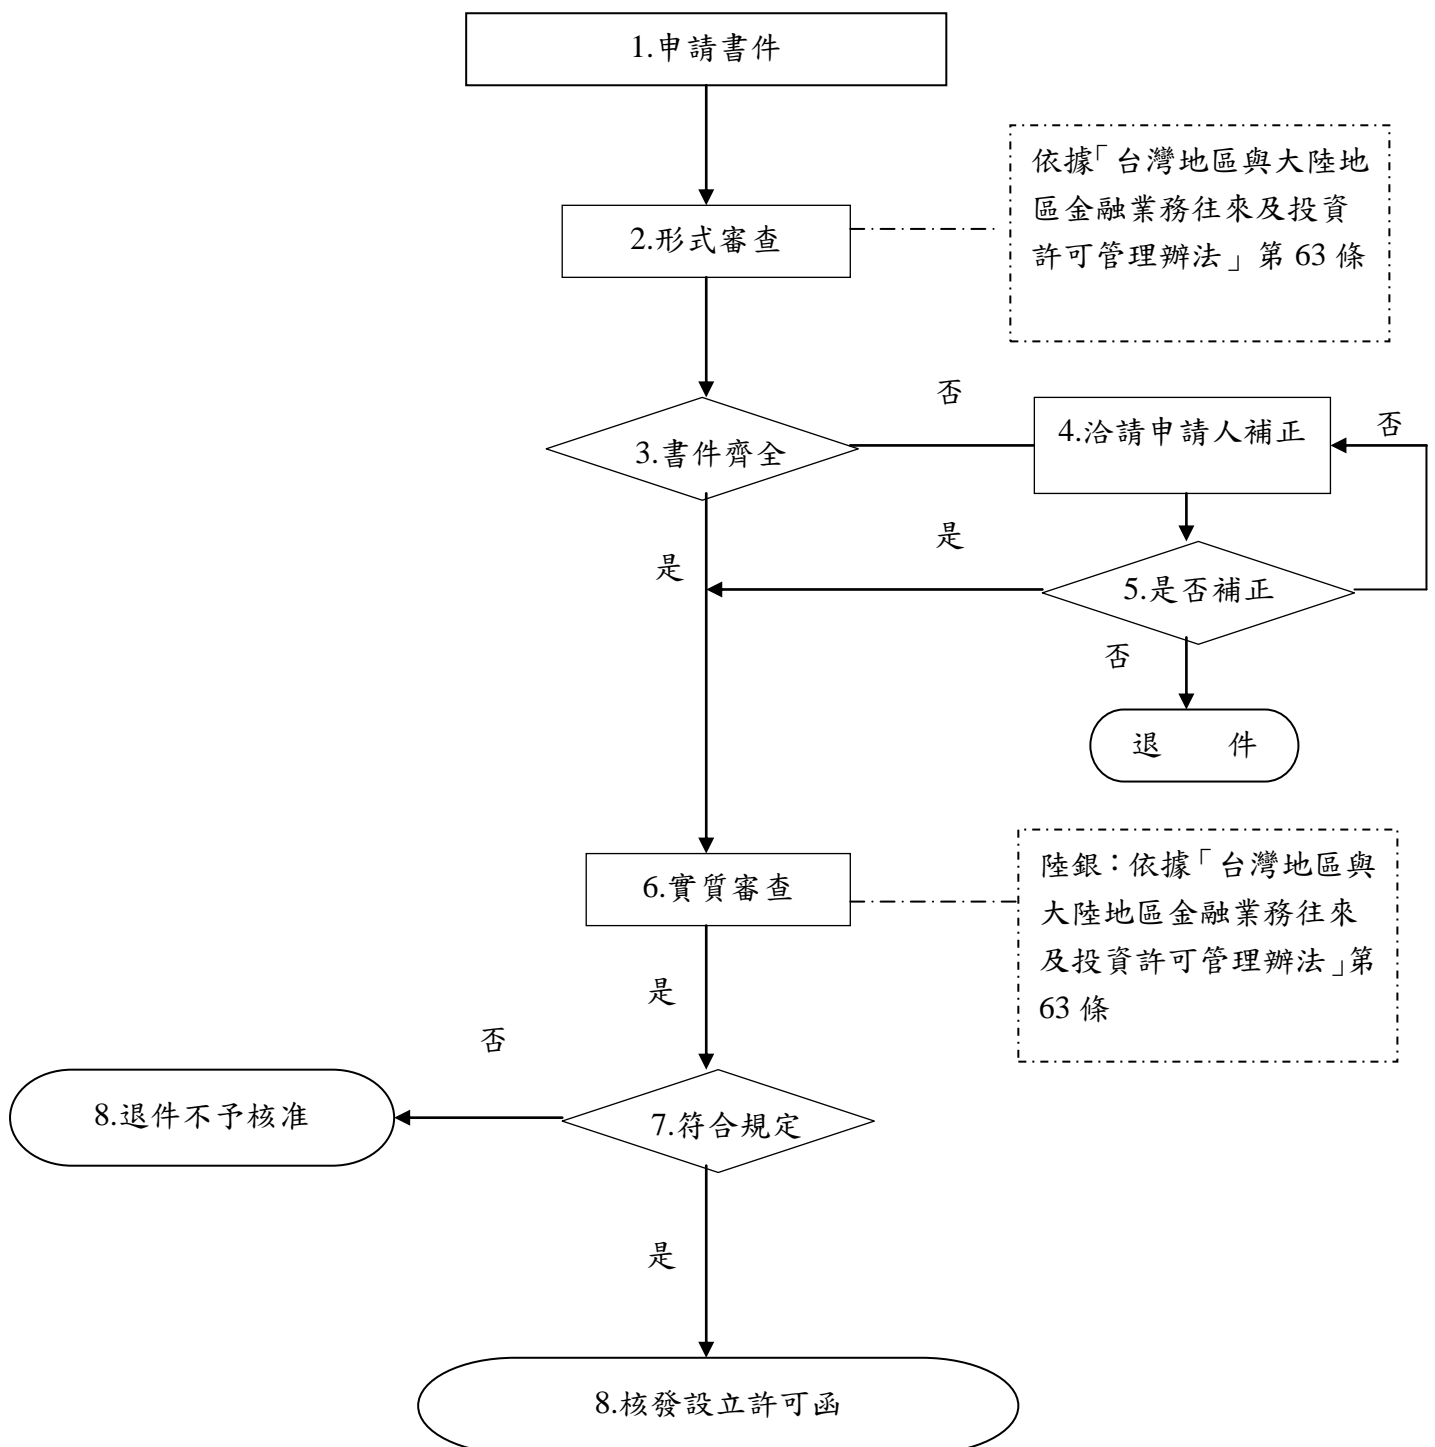 1.申請書件
依據「台灣地區與大陸地
區金融業務往來及投資
許可管理辦法」第 63 條
2.形式審查
否
3.書件齊全
4.洽請申請人補正
否
是
是
5.是否補正
否
退 件
6.實質審查
陸銀：依據「台灣地區與
大陸地區金融業務往來
及投資許可管理辦法」第
63 條
是
否
8.退件不予核准
7.符合規定
是
8.核發設立許可函